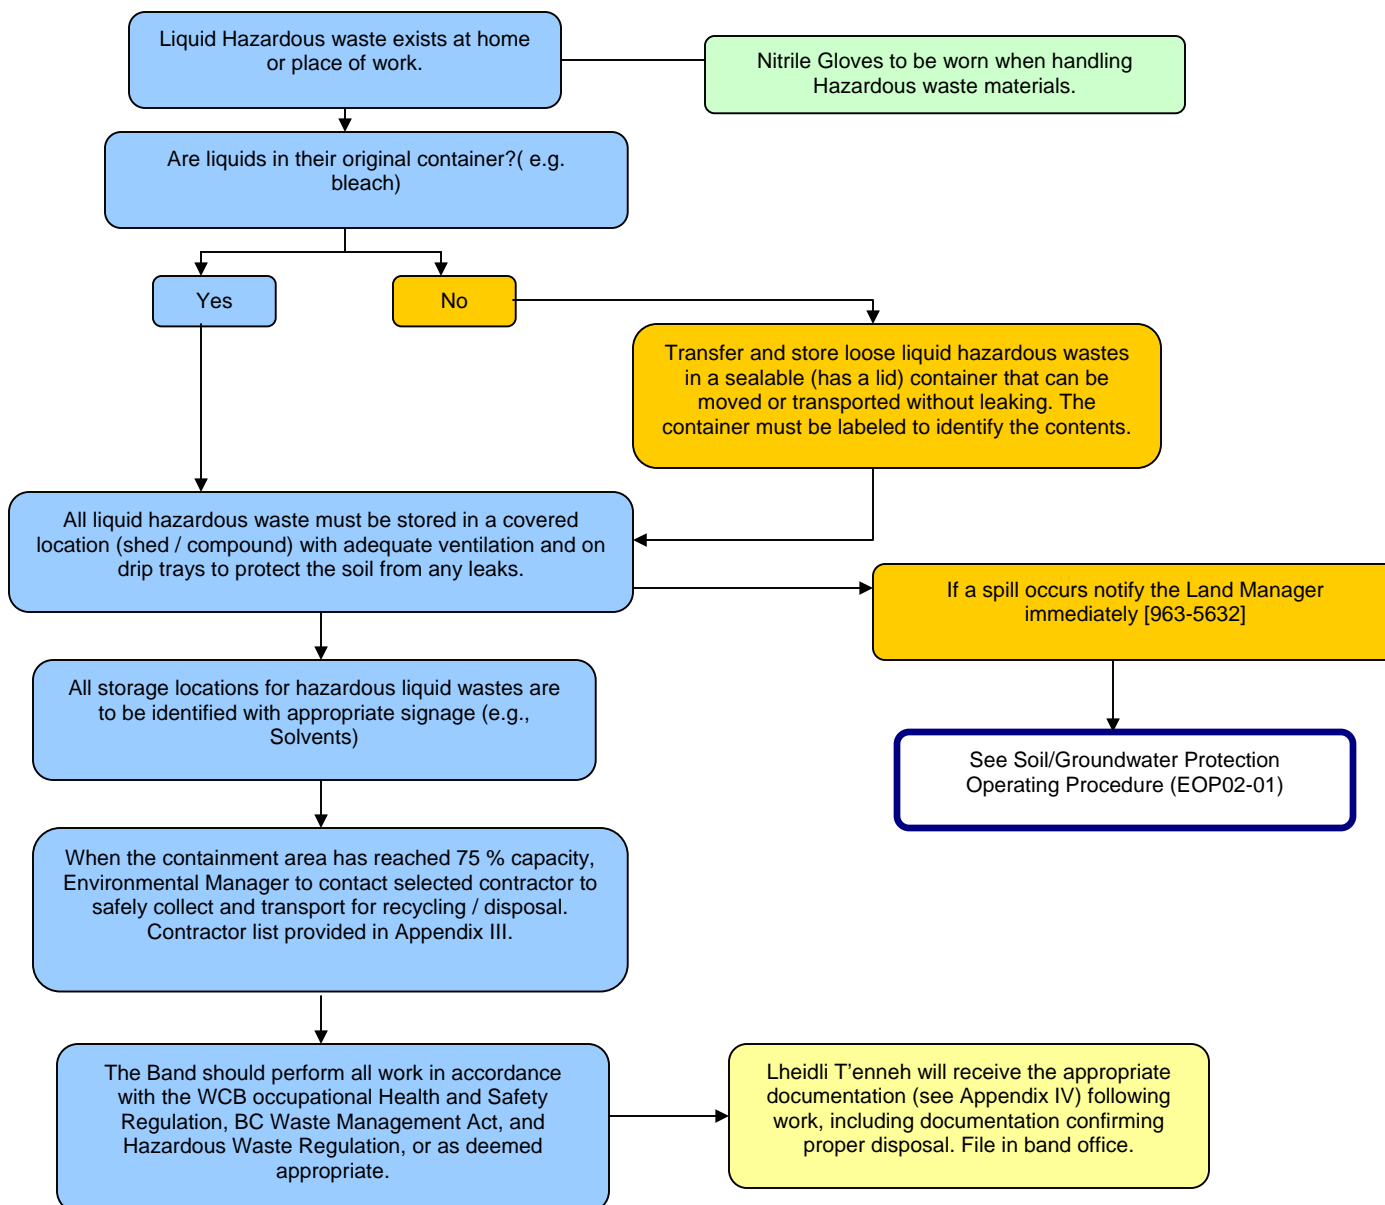 Liquid Hazardous waste exists at home
or place of work.
Nitrile Gloves to be worn when handling
Hazardous waste materials.
Are liquids in their original container?( e.g.
bleach)
Yes
No
Transfer and store loose liquid hazardous wastes
in a sealable (has a lid) container that can be
moved or transported without leaking. The
container must be labeled to identify the contents.
All liquid hazardous waste must be stored in a covered
location (shed / compound) with adequate ventilation and on
drip trays to protect the soil from any leaks.
If a spill occurs notify the Land Manager
immediately [963-5632]
All storage locations for hazardous liquid wastes are
to be identified with appropriate signage (e.g.,
Solvents)
See Soil/Groundwater Protection
Operating Procedure (EOP02-01)
When the containment area has reached 75 % capacity,
Environmental Manager to contact selected contractor to
safely collect and transport for recycling / disposal.
Contractor list provided in Appendix III.
The Band should perform all work in accordance
with the WCB occupational Health and Safety
Regulation, BC Waste Management Act, and
Hazardous Waste Regulation, or as deemed
appropriate.
Lheidli T’enneh will receive the appropriate
documentation (see Appendix IV) following
work, including documentation confirming
proper disposal. File in band office.